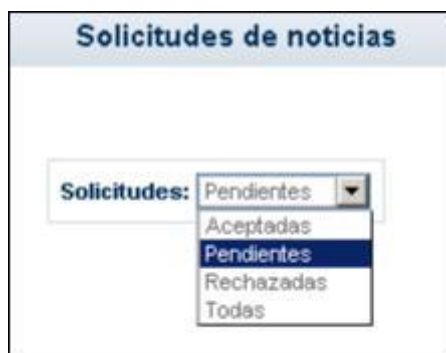 Solicitudes de noticias
Solicitudes: Pendientes
Aceptadas
Pendientes
Rechazadas
Todas